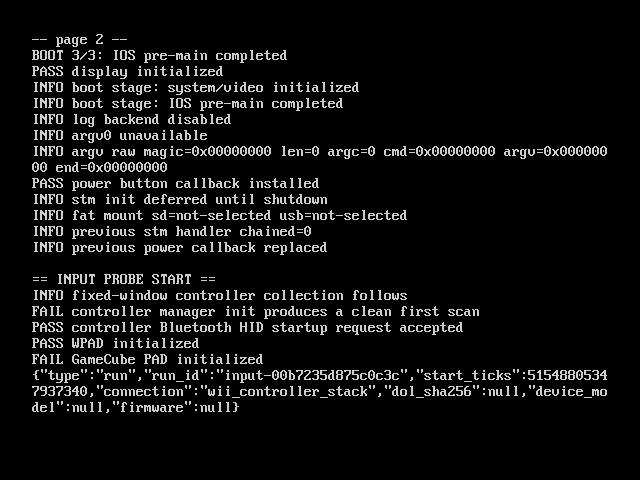 -- page 2 --
BOOT 3/3: IOS pre-main completed
PASS display initialized
INFO boot stage: system/video initialized
INFO boot stage: IOS pre-main completed
INFO log backend disabled
INFO argv0 unavailable
INFO argv raw magic=0x00000000 len=0 argc=0 cmd=0x00000000 argv=0x000000
00 end=0x00000000
PASS power button callback installed
INFO stm init deferred until shutdown
INFO fat mount sd=not-selected usb=not-selected
INFO previous stm handler chained=0
INFO previous power callback replaced
== INPUT PROBE START ==
INFO fixed-window controller collection follows
FAIL controller manager init produces a clean first scan
PASS controller Bluetooth HID startup request accepted
PASS WPAD initialized
FAIL GameCube PAD initialized
{"type":"run","run_id":"input-00b7235d875c0c3c","start_ticks":5154880534
7937340,"connection":"wii_controller_stack","dol_sha256":null,"device_mo
del":null,"firmware":null}